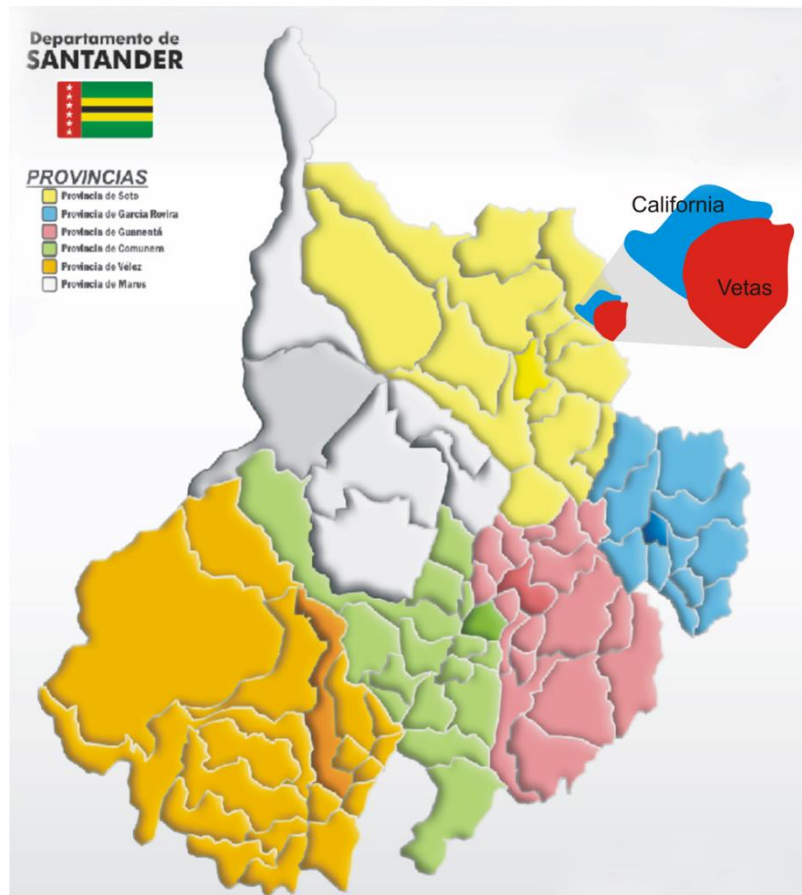 Departamento de
SANTANDER
PROVINCIAS
Provincia de Soto
Provincia de Garcia Rovira
Provincia de Guanentá
Provincia de Comunera
Provincia de Vélez
Provincia de Mares
California
Vetas